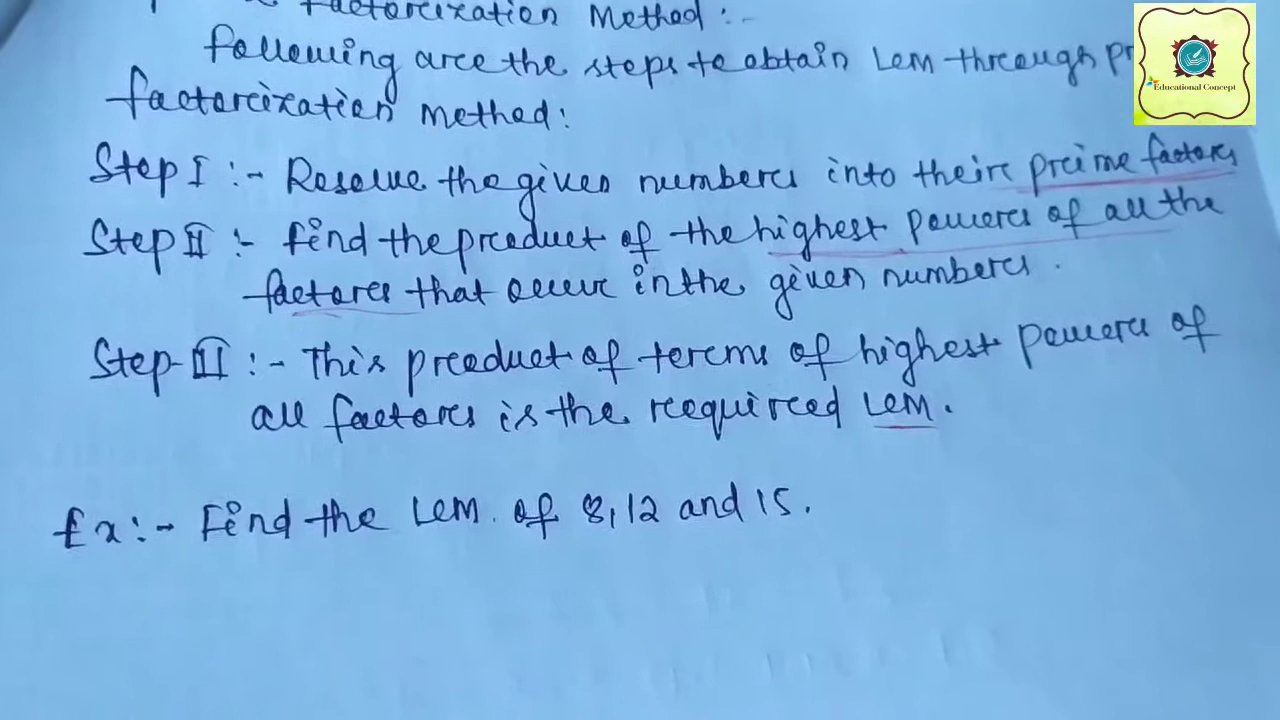 Factorization Method :-
Following are the steps to obtain LCM through
factorization method:
Step I :- Resolve the given numbers into their prime factors
Step II :- Find the product of the highest powers of all the
factors that occur in the given numbers.
Step-III :- This product of terms of highest powers of
all factors is the required LCM.
Ex:- Find the LCM. of 8, 12 and 15.
Educational Concept